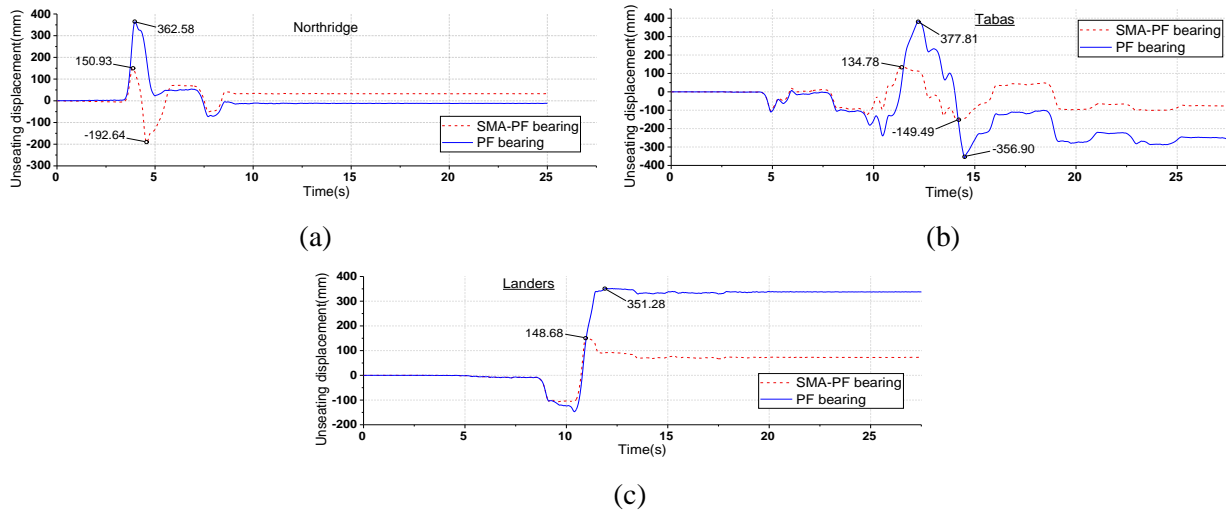 Northridge
Unseating displacement(mm)
400
300
200
100
0
-100
-200
-300
362.58
150.93
-192.64
SMA-PF bearing
PF bearing
0
5
10
15
20
25
Time(s)
(a)
Tabas
Unseating displacement(mm)
400
300
200
100
0
-100
-200
-300
-400
377.81
134.78
-149.49
-356.90
SMA-PF bearing
PF bearing
0
5
10
15
20
25
Time(s)
(b)
Landers
Unseating displacement(mm)
400
300
200
100
0
-100
-200
351.28
148.68
SMA-PF bearing
PF bearing
0
5
10
15
20
25
Time(s)
(c)